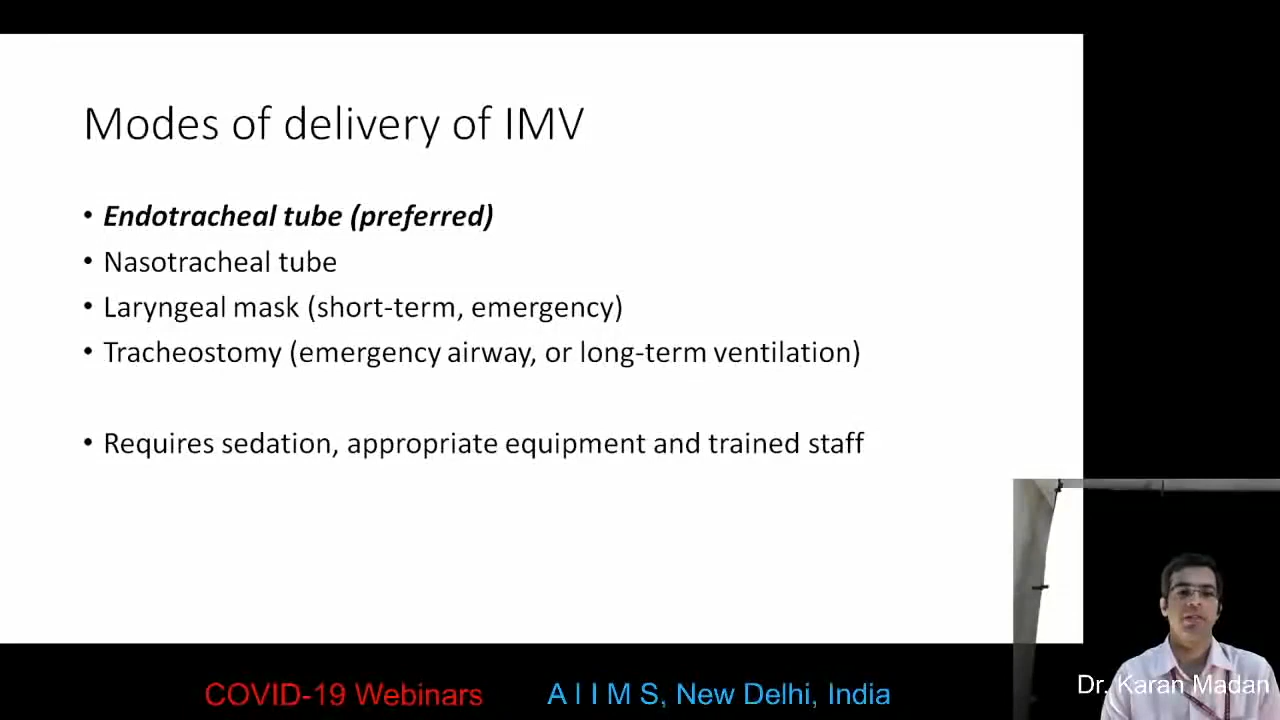 Modes of delivery of IMV
• Endotracheal tube (preferred)
• Nasotracheal tube
• Laryngeal mask (short-term, emergency)
• Tracheostomy (emergency airway, or long-term ventilation)
• Requires sedation, appropriate equipment and trained staff
Dr. Karan Madan
COVID-19 Webinars
A I I M S, New Delhi, India